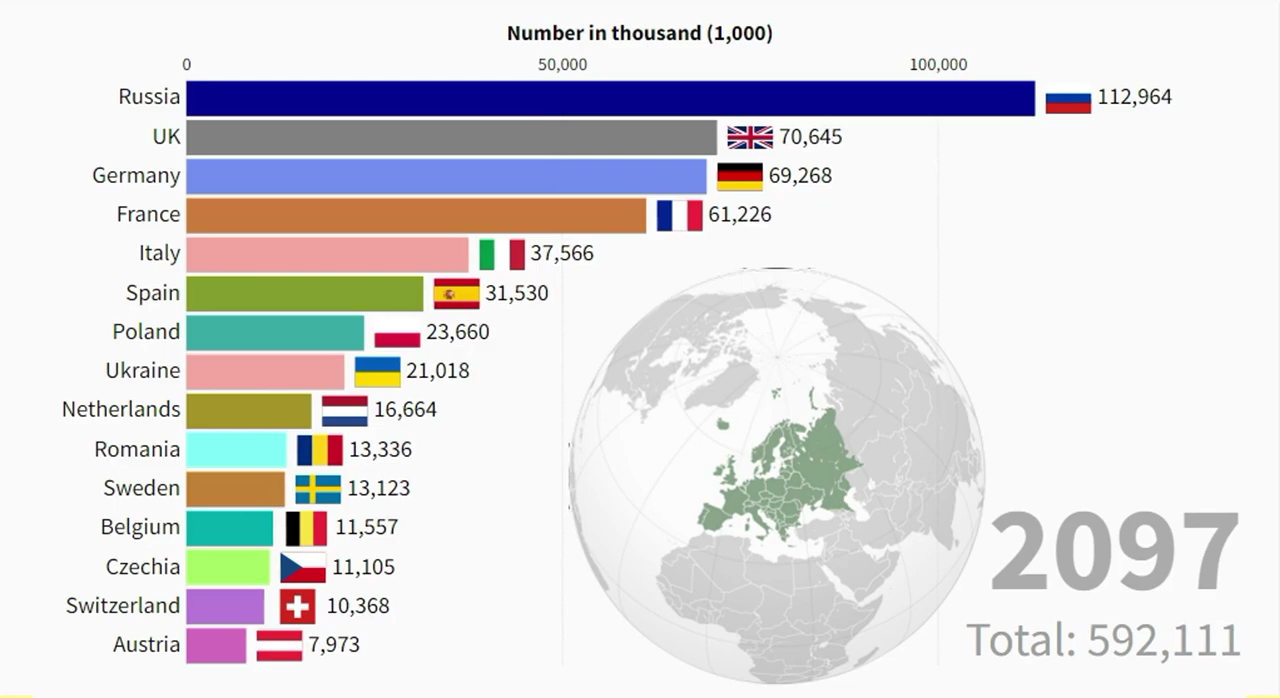 Number in thousand (1,000)
0 50,000 100,000
Russia 112,964
UK 70,645
Germany 69,268
France 61,226
Italy 37,566
Spain 31,530
Poland 23,660
Ukraine 21,018
Netherlands 16,664
Romania 13,336
Sweden 13,123
Belgium 11,557
Czechia 11,105
Switzerland 10,368
Austria 7,973
2097
Total: 592,111